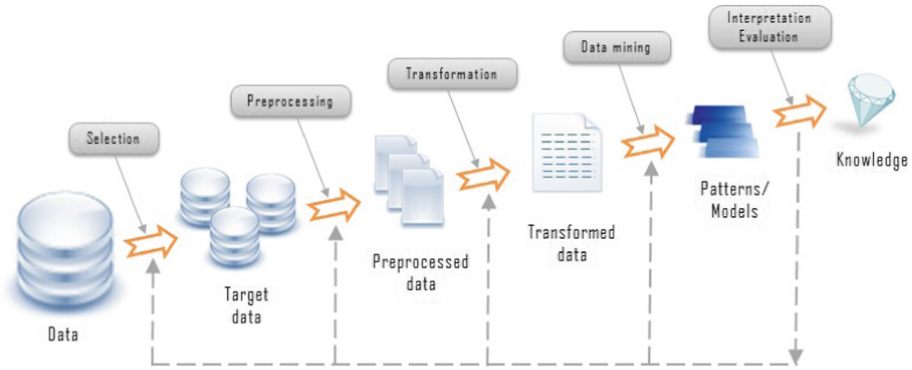 Interpretation
Evaluation
Data mining
Transformation
Preprocessing
Selection
Knowledge
Patterns/
Models
Transformed
data
Preprocessed
data
Target
data
Data